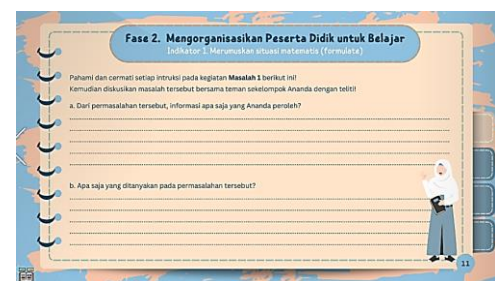 Fase 2. Mengorganisasikan Peserta Didik untuk Belajar
Indikator 1. Merumuskan situasi matematis (formulate)
Pahami dan cermati setiap intruksi pada kegiatan Masalah 1 berikut ini!
Kemudian diskusikan masalah tersebut bersama teman sekelompok Ananda dengan teliti!
a. Dari permasalahan tersebut, informasi apa saja yang Ananda peroleh?
b. Apa saja yang ditanyakan pada permasalahan tersebut?
11